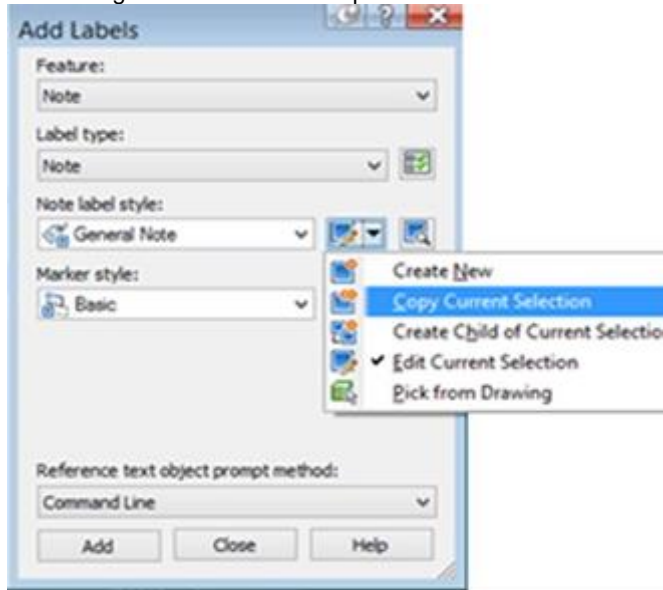 Add Labels
Feature:
Note
Label type:
Note
Note label style:
General Note
Marker style:
Basic
Create New
Copy Current Selection
Create Child of Current Selectio
Edit Current Selection
Pick from Drawing
Reference text object prompt method:
Command Line
Add Close Help